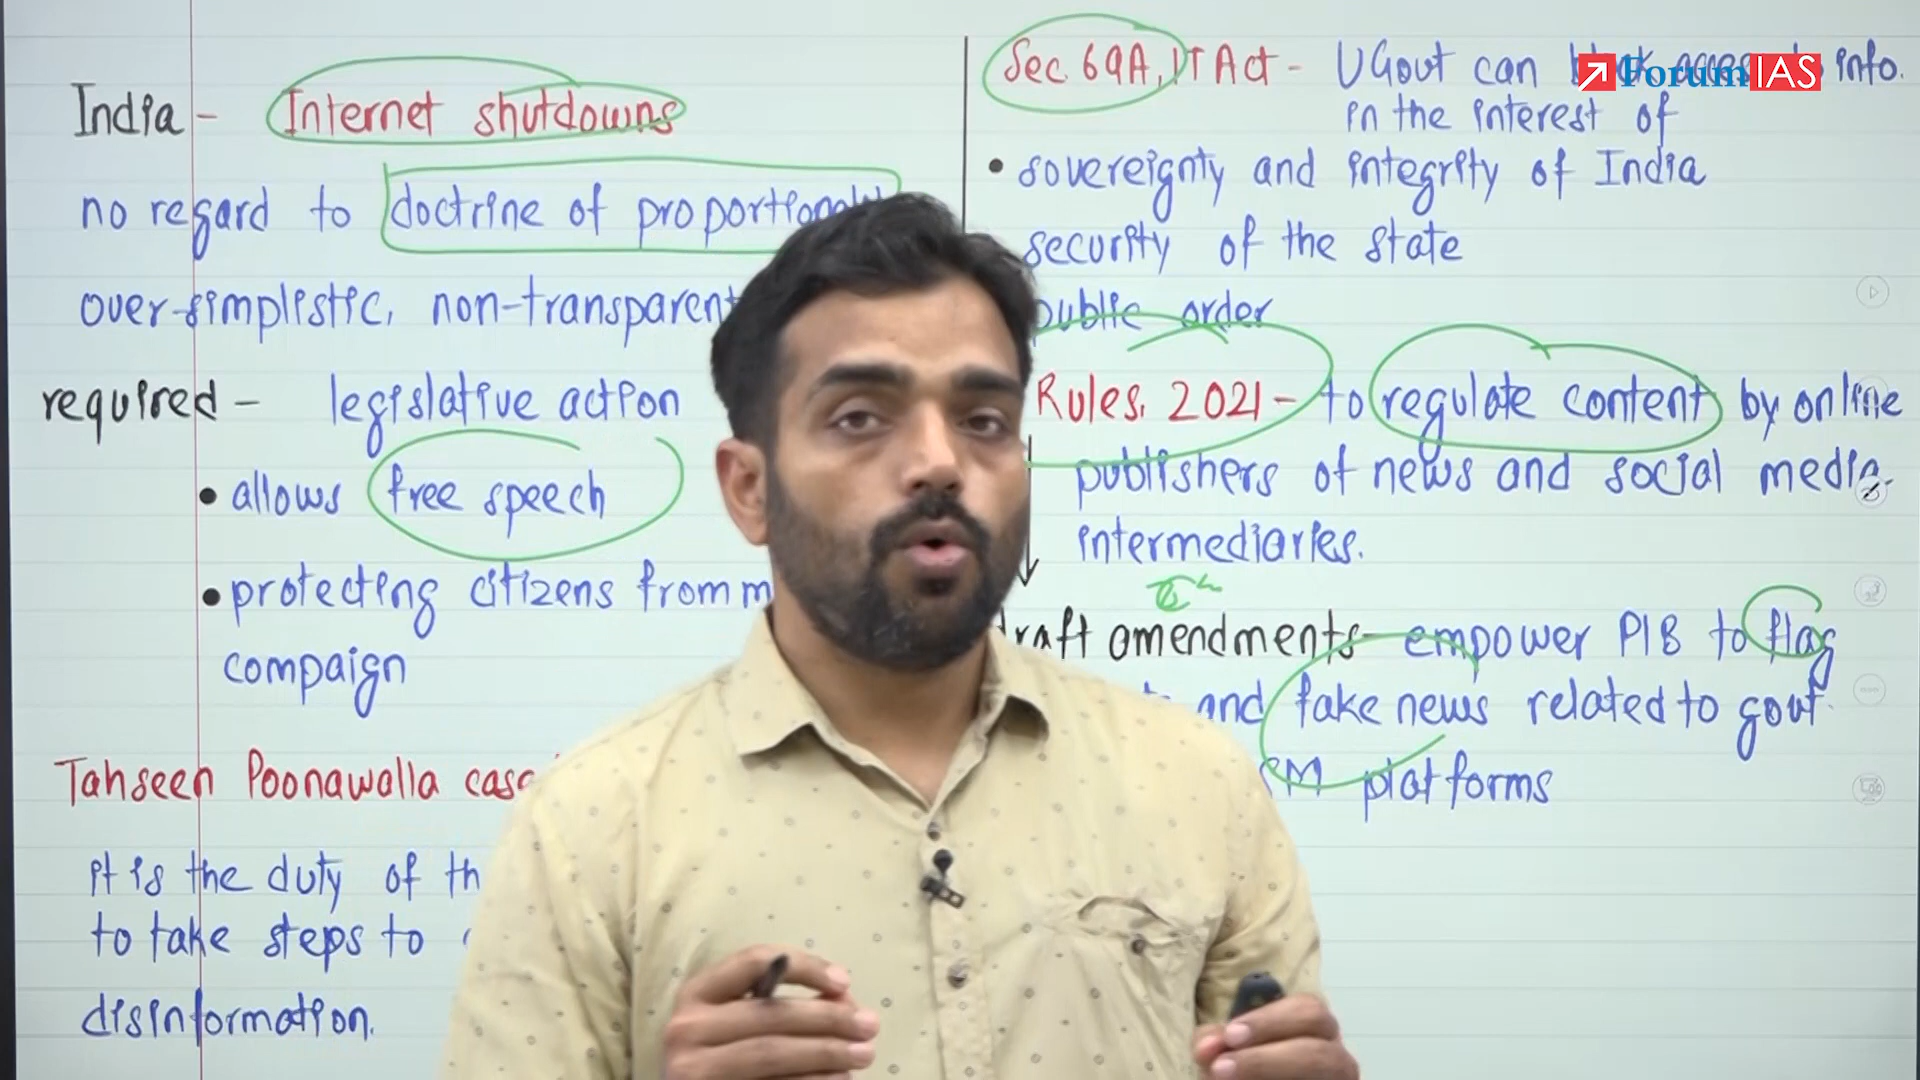 India - Internet shutdowns
no regard to doctrine of proportional
over-simplistic, non-transparent
required - legislative action
• allows free speech
• protecting citizens from m
compaign
Tahseen Poonawalla case
it is the duty of th
to take steps to
disinformation.
Sec 69A, IT Act - UGovt can info.
ForumIAS
in the interest of
• sovereignty and integrity of India
security of the state
public order
Rules, 2021 - to regulate content by online
publishers of news and social media
intermediaries.
draft amendments - empower PIB to flag
and fake news related to govt
SM platforms